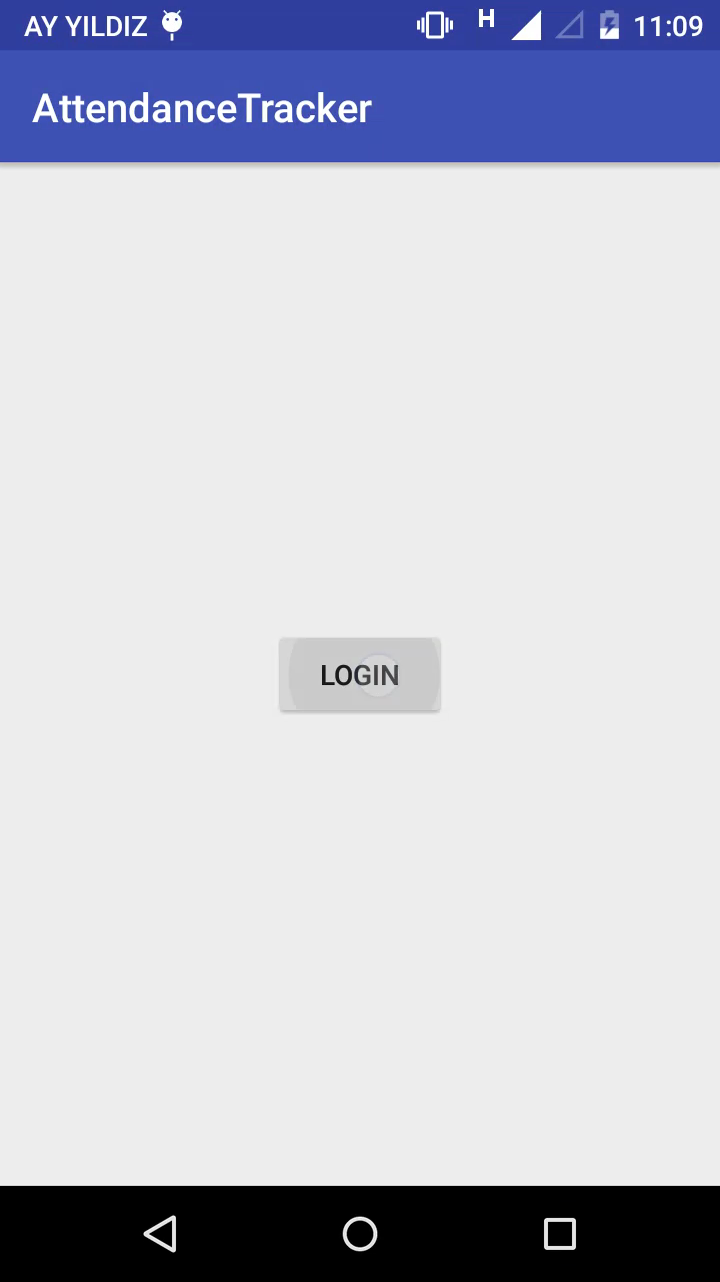 AY YILDIZ H 11:09
AttendanceTracker
LOGIN